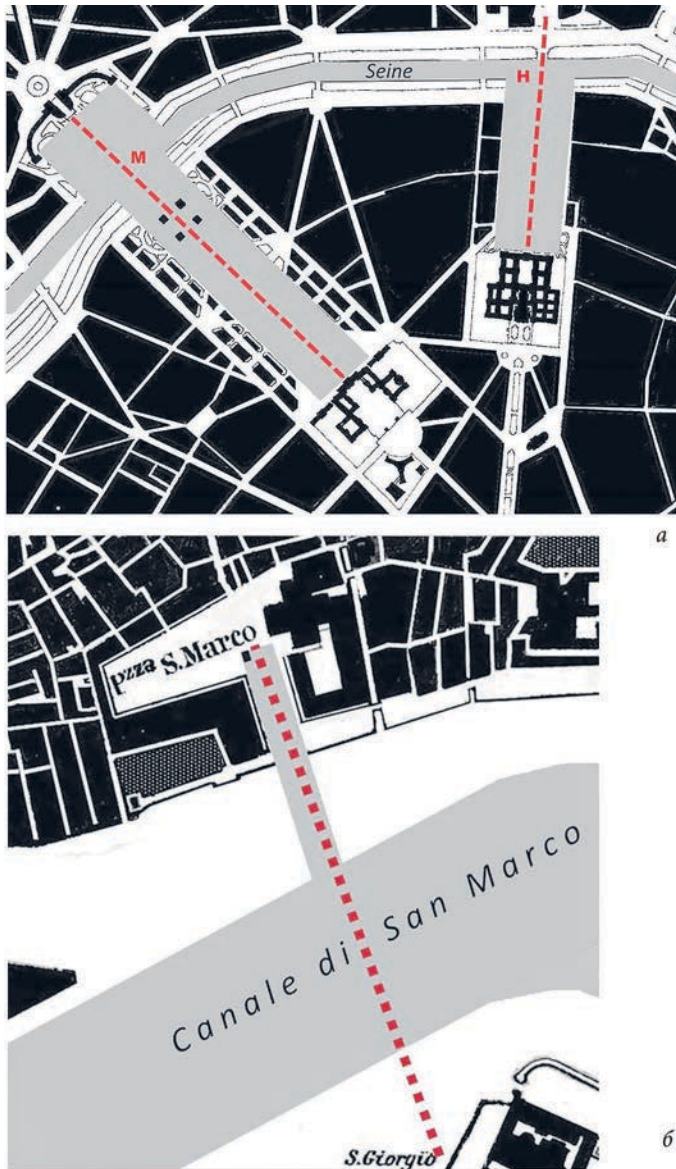 Seine
H
M
а
pzza S. Marco
Canale di San Marco
S.Giorgio
б